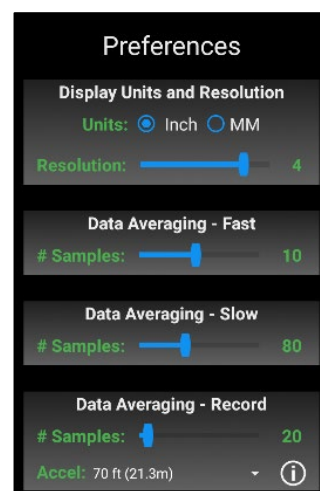 Preferences
Display Units and Resolution
Units: Inch MM
Resolution: 4
Data Averaging - Fast
# Samples: 10
Data Averaging - Slow
# Samples: 80
Data Averaging - Record
# Samples: 20
Accel: 70 ft (21.3m)